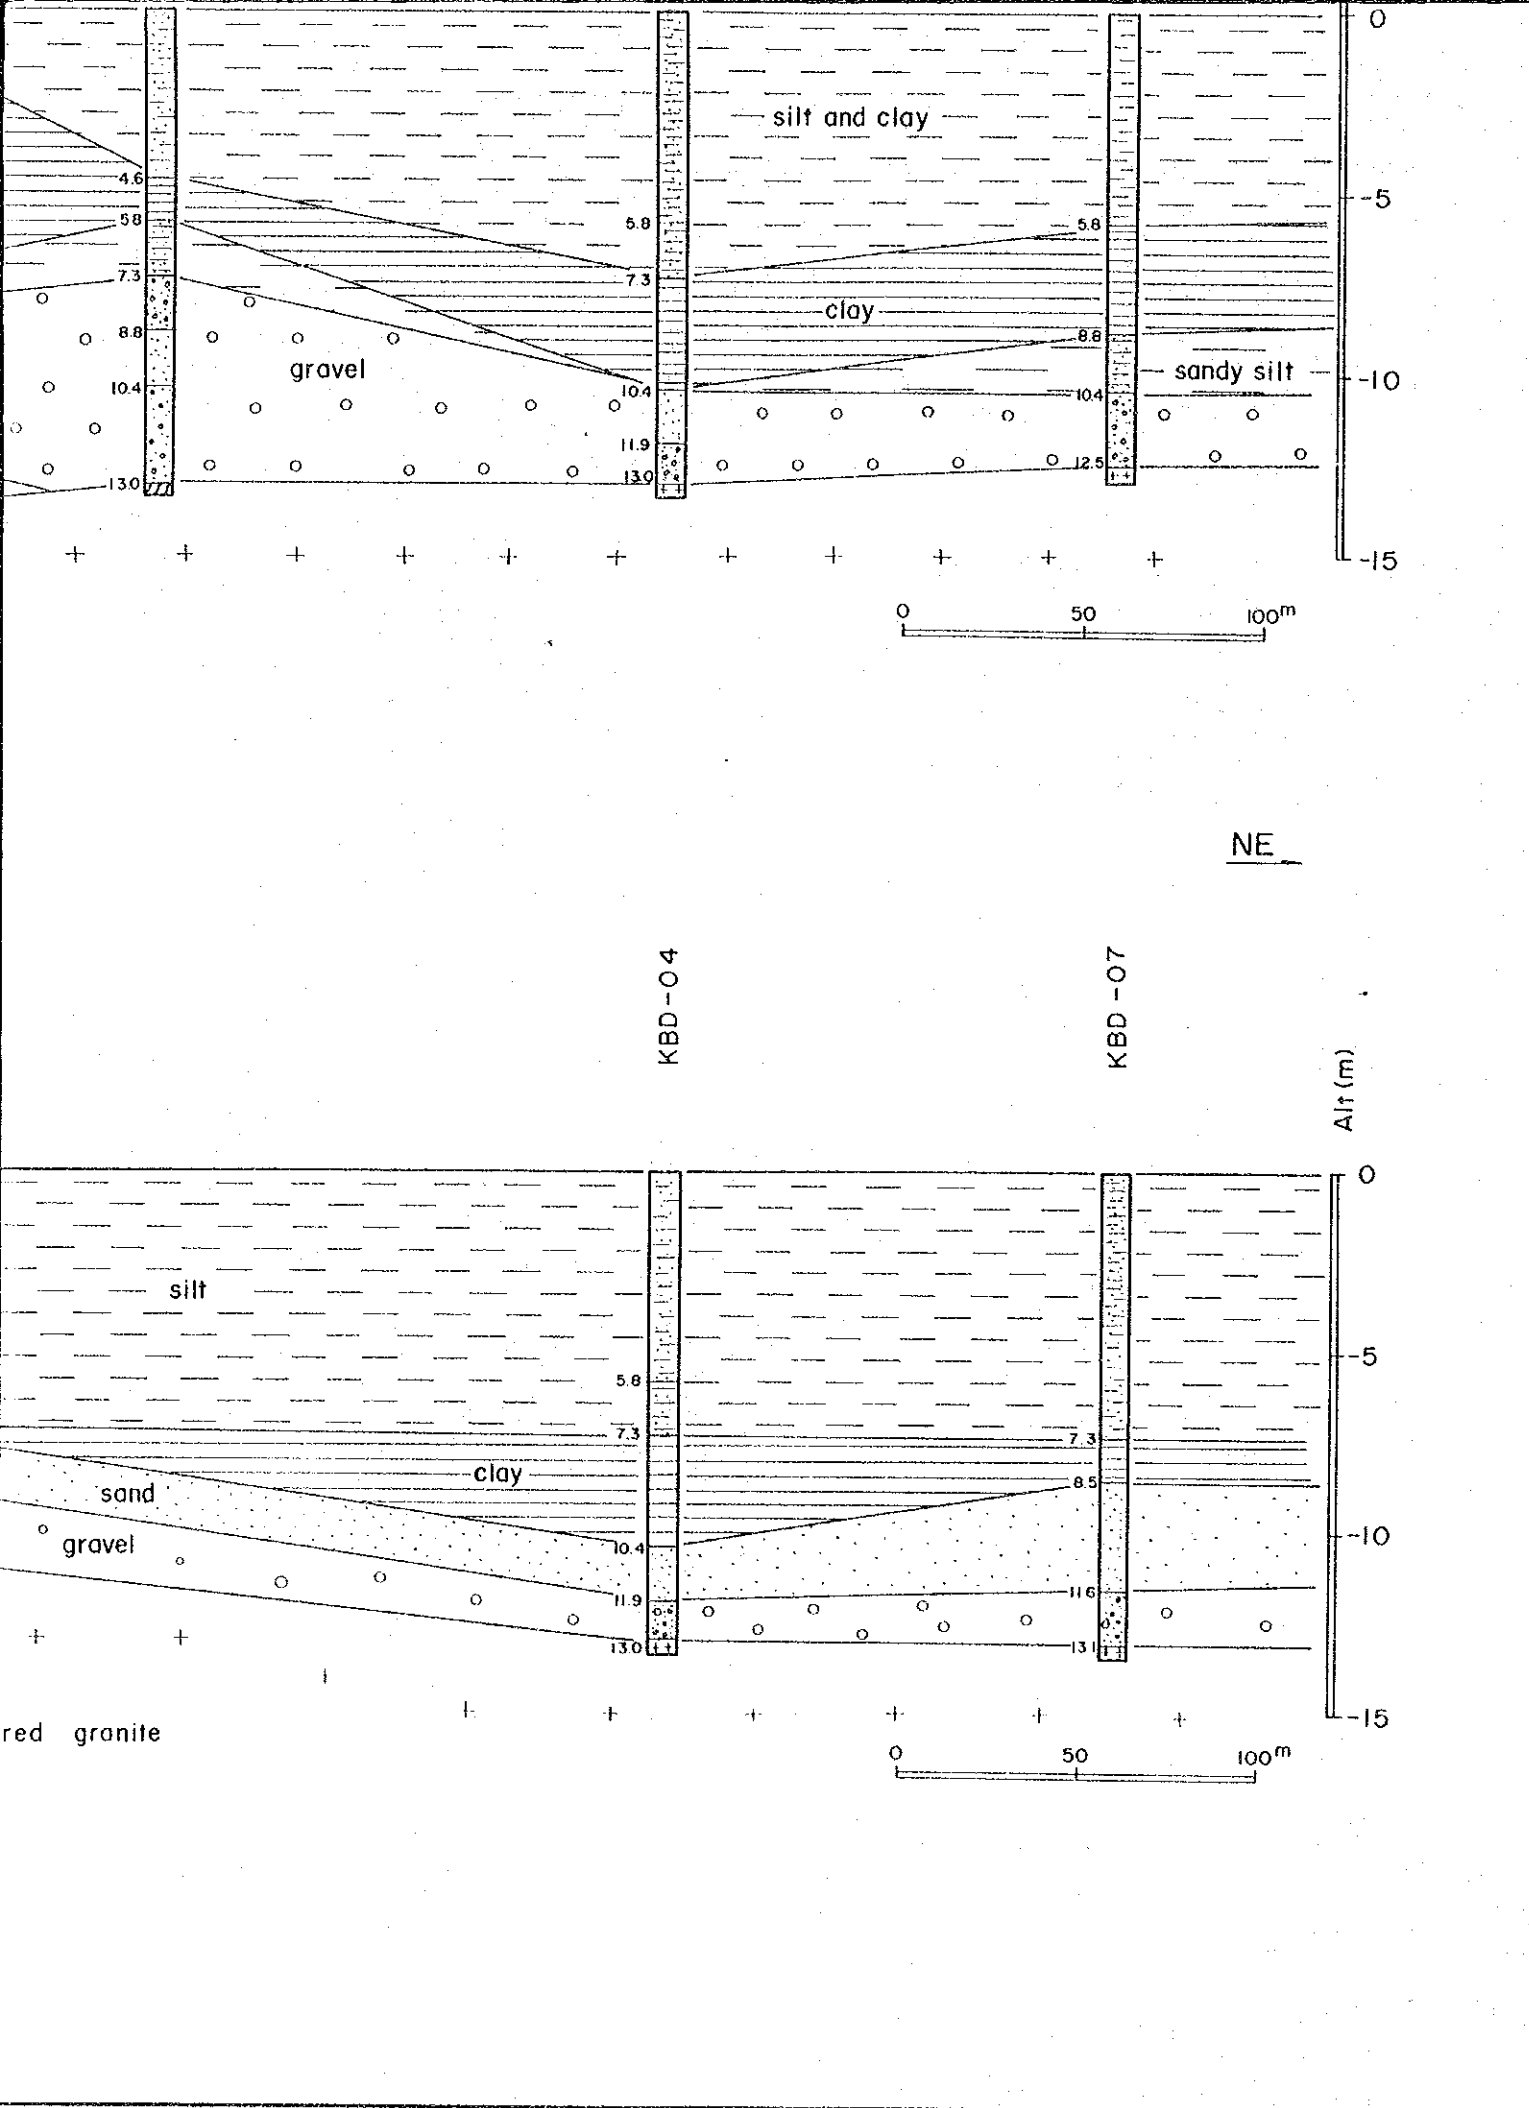 0
silt and clay
4.6
5.8
5.8
5.8
-5
7.3
7.3
clay
8.8
8.8
gravel
sandy silt
-10
10.4
10.4
10.4
11.9
12.5
13.0
13.0
-15
0 50 100m
NE
KBD-04
KBD-07
Alt (m)
0
silt
-5
5.8
7.3
7.3
clay
8.5
sand
-10
gravel
10.4
11.6
11.9
13.0
13.1
-15
red granite
0 50 100m